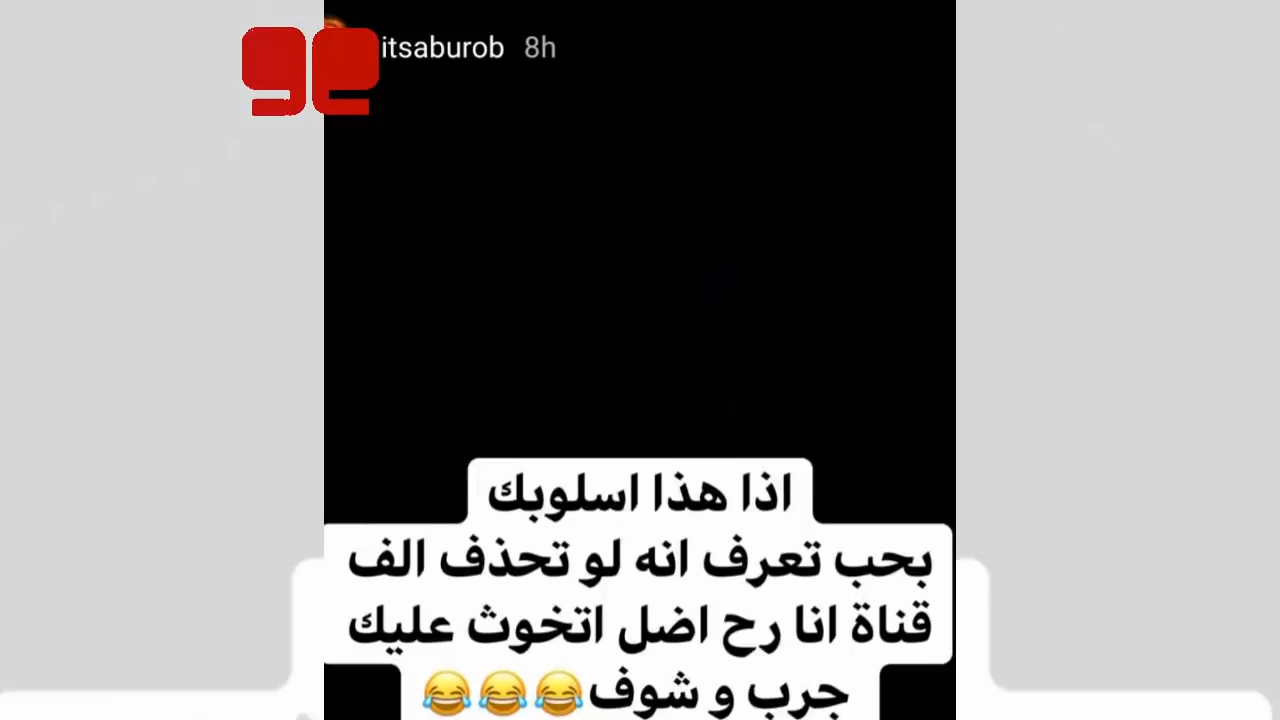 itsaburob 8h
اذا هذا اسلوبك
بحب تعرف انه لو تحذف الف
قناة انا رح اضل اتخوث عليك
جرب و شوف😂😂😂